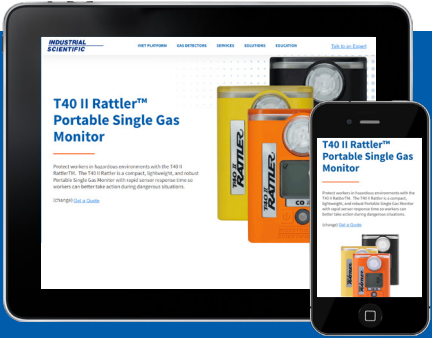 INDUSTRIAL
SCIENTIFIC
INET PLATFORM GAS DETECTORS SERVICES SOLUTIONS EDUCATION Talk to an Expert
T40 II Rattler™
Portable Single Gas
Monitor
Protect workers in hazardous environments with the T40 II
Rattler™. The T40 II Rattler is a compact, lightweight, and robust
Portable Single Gas Monitor with rapid sensor response time so
workers can better take action during dangerous situations.
(change) Get a Quote
T40 II
RATTLER
T40 II
RATTLER
CO
T40 II Rattler™
Portable Single Gas
Monitor
Protect workers in hazardous environments with the
T40 II Rattler™. The T40 II Rattler is a compact,
lightweight, and robust Portable Single Gas Monitor
with rapid sensor response time so workers can
better take action during dangerous situations.
(change) Get a Quote
RATTLER
RATTLER